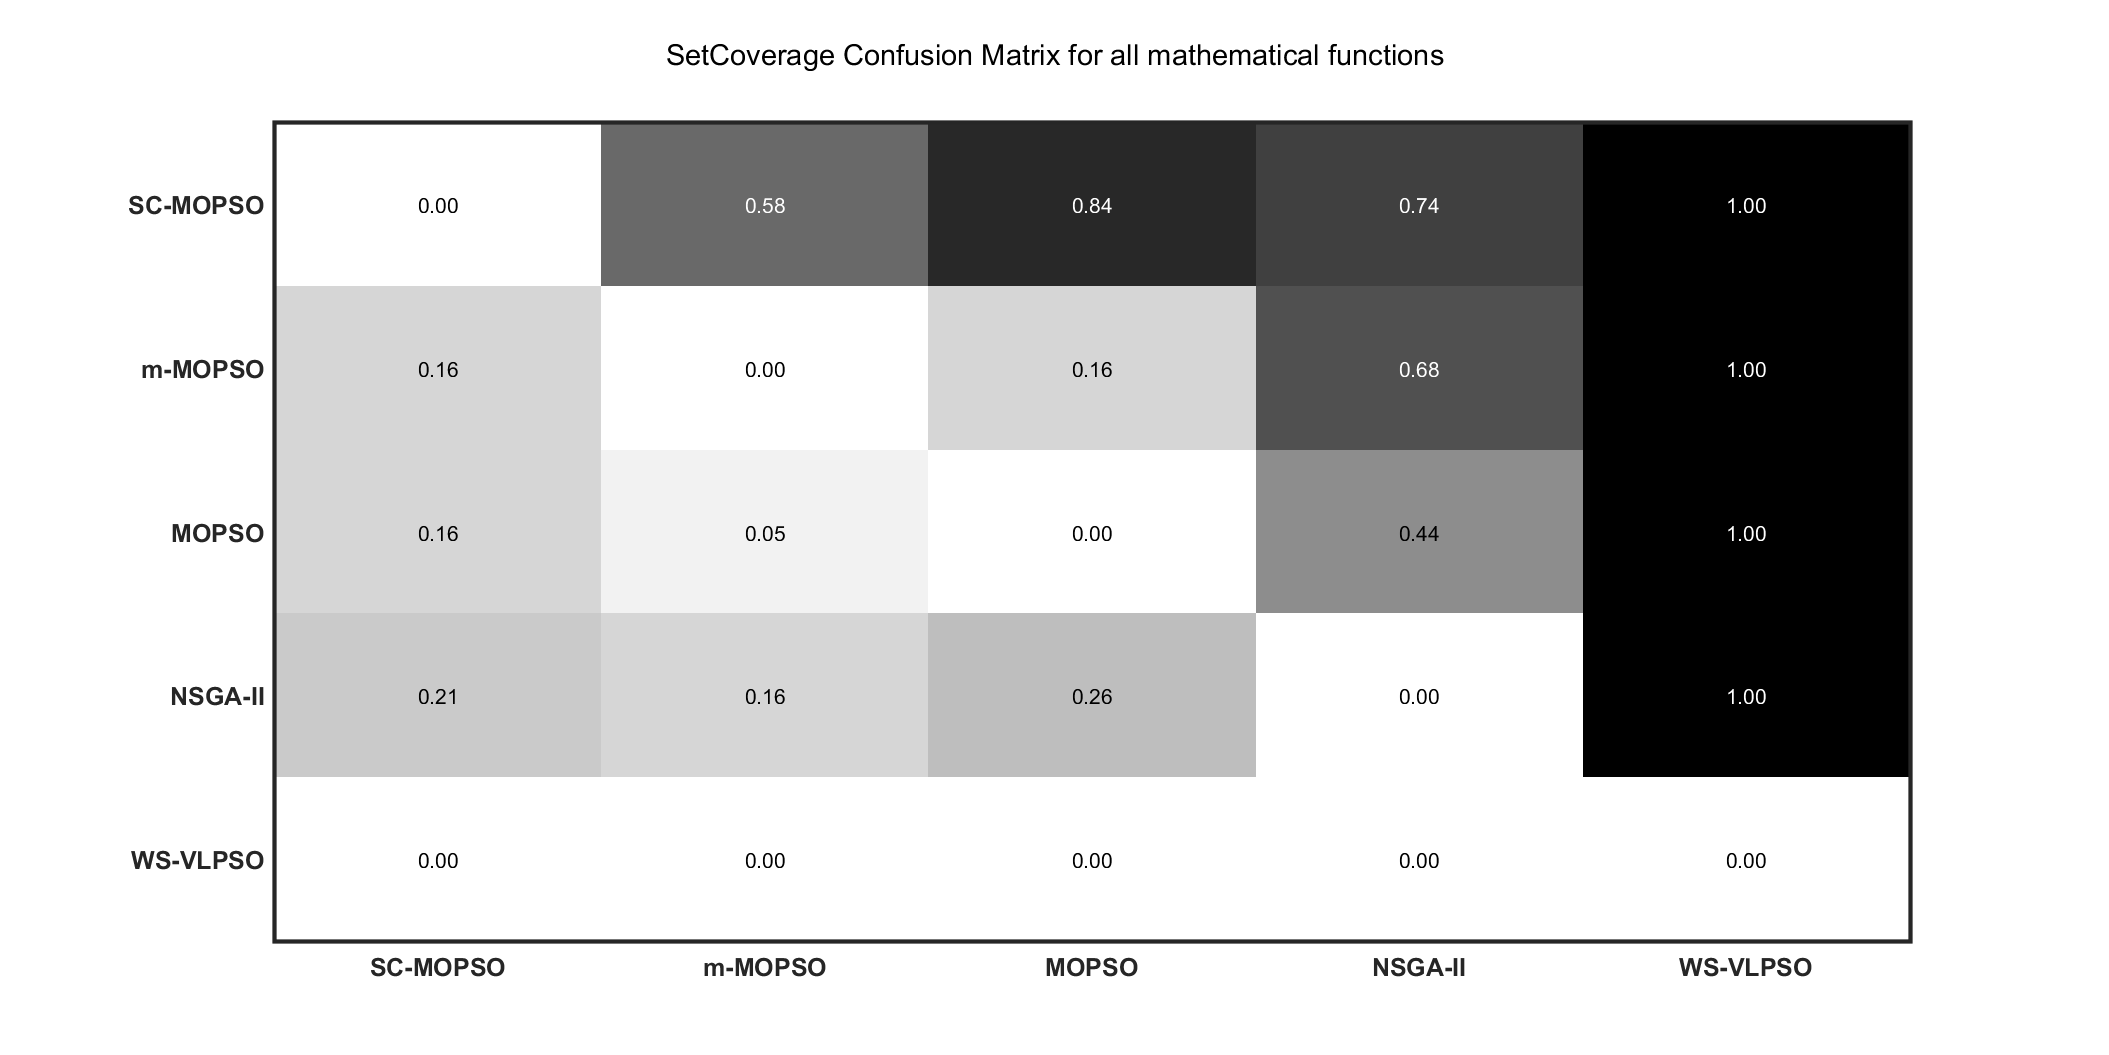 SetCoverage Confusion Matrix for all mathematical functions
SC-MOPSO 0.00 0.58 0.84 0.74 1.00
m-MOPSO 0.16 0.00 0.16 0.68 1.00
MOPSO 0.16 0.05 0.00 0.44 1.00
NSGA-II 0.21 0.16 0.26 0.00 1.00
WS-VLPSO 0.00 0.00 0.00 0.00 0.00
SC-MOPSO m-MOPSO MOPSO NSGA-II WS-VLPSO